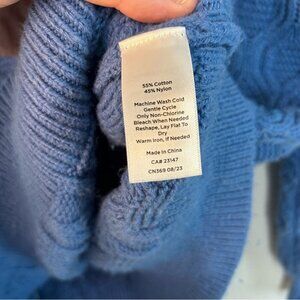 55% Cotton
45% Nylon
Machine Wash Cold
Gentle Cycle
Only Non-Chlorine
Bleach When Needed
Reshape, Lay Flat To
Dry
Warm Iron, If Needed
Made in China
CA# 23147
CN369 08/23